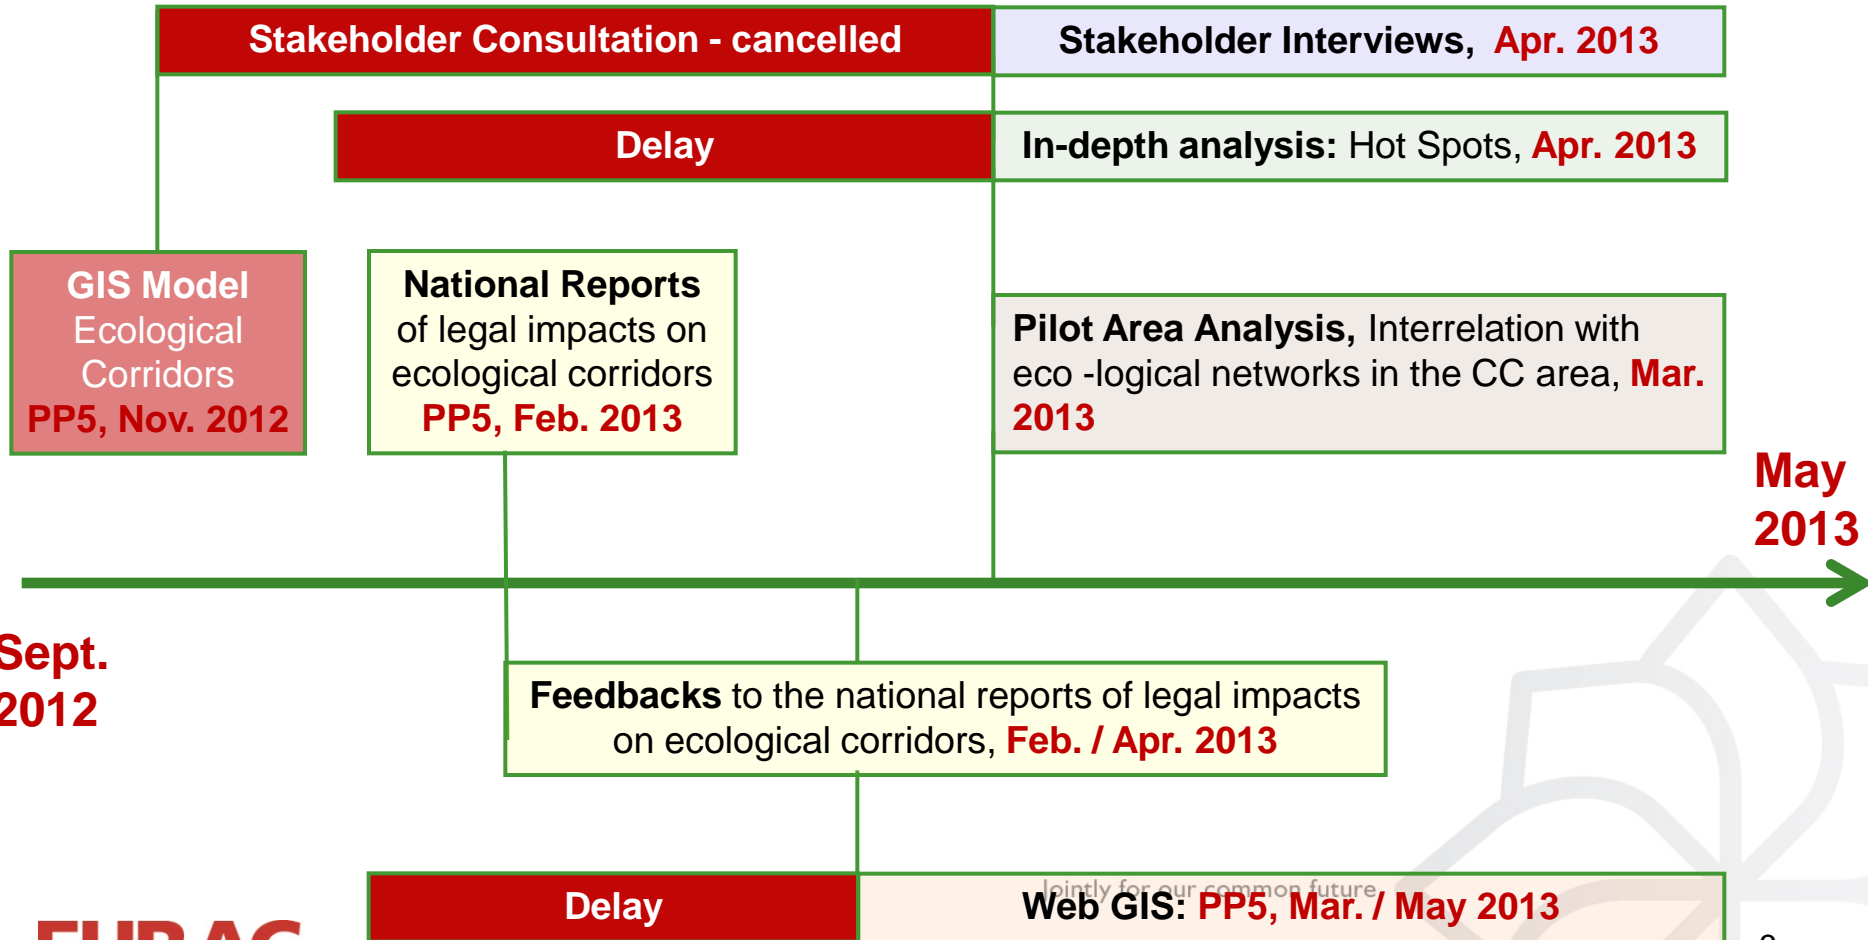 Stakeholder Consultation - cancelled
Stakeholder Interviews, Apr. 2013
Delay
In-depth analysis: Hot Spots, Apr. 2013
GIS Model
Ecological
Corridors
PP5, Nov. 2012
National Reports
of legal impacts on
ecological corridors
PP5, Feb. 2013
Pilot Area Analysis, Interrelation with
eco -logical networks in the CC area, Mar.
2013
May
2013
Sept.
2012
Feedbacks to the national reports of legal impacts
on ecological corridors, Feb. / Apr. 2013
Delay
Jointly for our common future
Web GIS: PP5, Mar. / May 2013
EURAC